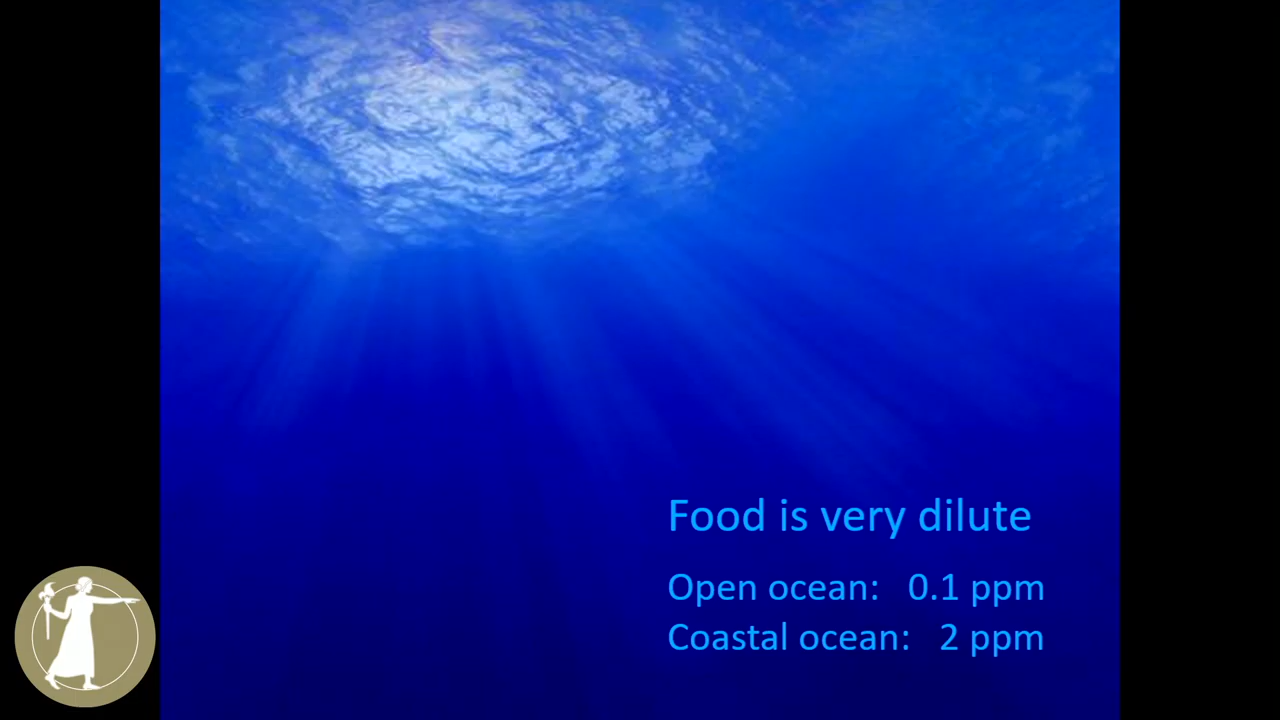 Food is very dilute
Open ocean: 0.1 ppm
Coastal ocean: 2 ppm